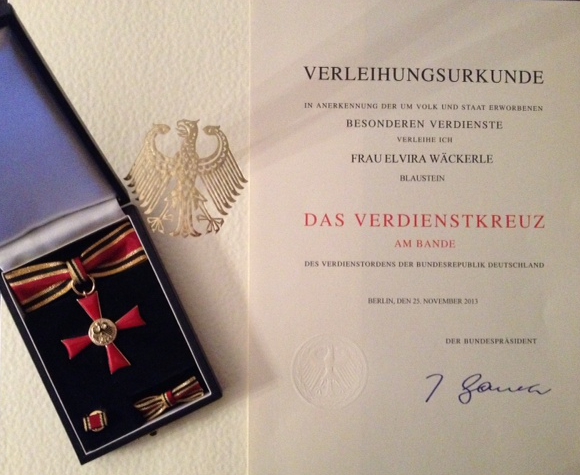 VERLEIHUNGSURKUNDE
IN ANERKENNUNG DER UM VOLK UND STAAT ERWORBENEN
BESONDEREN VERDIENSTE
VERLEIHE ICH
FRAU ELVIRA WÄCKERLE
BLAUSTEIN
DAS VERDIENSTKREUZ
AM BANDE
DES VERDIENSTORDENS DER BUNDESREPUBLIK DEUTSCHLAND
BERLIN, DEN 25. NOVEMBER 2013
DER BUNDESPRÄSIDENT
J. Gauck